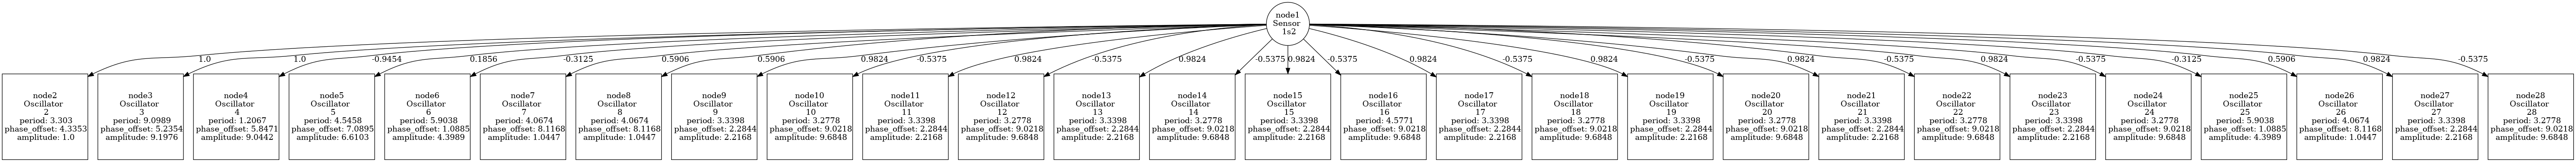 node1
Sensor
1s2
1.0
1.0
-0.9454
0.1856
-0.3125
0.5906
0.5906
0.9824
-0.5375
0.9824
-0.5375
0.9824
-0.5375
0.9824
-0.5375
0.9824
-0.5375
0.9824
-0.5375
0.9824
-0.5375
0.9824
-0.5375
-0.3125
0.5906
0.9824
-0.5375
node2
Oscillator
2
period: 3.303
phase_offset: 4.3353
amplitude: 1.0
node3
Oscillator
3
period: 9.0989
phase_offset: 5.2354
amplitude: 9.1976
node4
Oscillator
4
period: 1.2067
phase_offset: 5.8471
amplitude: 9.0442
node5
Oscillator
5
period: 4.5458
phase_offset: 7.0895
amplitude: 6.6103
node6
Oscillator
6
period: 5.9038
phase_offset: 1.0885
amplitude: 4.3989
node7
Oscillator
7
period: 4.0674
phase_offset: 8.1168
amplitude: 1.0447
node8
Oscillator
8
period: 4.0674
phase_offset: 8.1168
amplitude: 1.0447
node9
Oscillator
9
period: 3.3398
phase_offset: 2.2844
amplitude: 2.2168
node10
Oscillator
10
period: 3.2778
phase_offset: 9.0218
amplitude: 9.6848
node11
Oscillator
11
period: 3.3398
phase_offset: 2.2844
amplitude: 2.2168
node12
Oscillator
12
period: 3.2778
phase_offset: 9.0218
amplitude: 9.6848
node13
Oscillator
13
period: 3.3398
phase_offset: 2.2844
amplitude: 2.2168
node14
Oscillator
14
period: 3.2778
phase_offset: 9.0218
amplitude: 9.6848
node15
Oscillator
15
period: 3.3398
phase_offset: 2.2844
amplitude: 2.2168
node16
Oscillator
16
period: 4.5771
phase_offset: 9.0218
amplitude: 9.6848
node17
Oscillator
17
period: 3.3398
phase_offset: 2.2844
amplitude: 2.2168
node18
Oscillator
18
period: 3.2778
phase_offset: 9.0218
amplitude: 9.6848
node19
Oscillator
19
period: 3.3398
phase_offset: 2.2844
amplitude: 2.2168
node20
Oscillator
20
period: 3.2778
phase_offset: 9.0218
amplitude: 9.6848
node21
Oscillator
21
period: 3.3398
phase_offset: 2.2844
amplitude: 2.2168
node22
Oscillator
22
period: 3.2778
phase_offset: 9.0218
amplitude: 9.6848
node23
Oscillator
23
period: 3.3398
phase_offset: 2.2844
amplitude: 2.2168
node24
Oscillator
24
period: 3.2778
phase_offset: 9.0218
amplitude: 9.6848
node25
Oscillator
25
period: 5.9038
phase_offset: 1.0885
amplitude: 4.3989
node26
Oscillator
26
period: 4.0674
phase_offset: 8.1168
amplitude: 1.0447
node27
Oscillator
27
period: 3.3398
phase_offset: 2.2844
amplitude: 2.2168
node28
Oscillator
28
period: 3.2778
phase_offset: 9.0218
amplitude: 9.6848